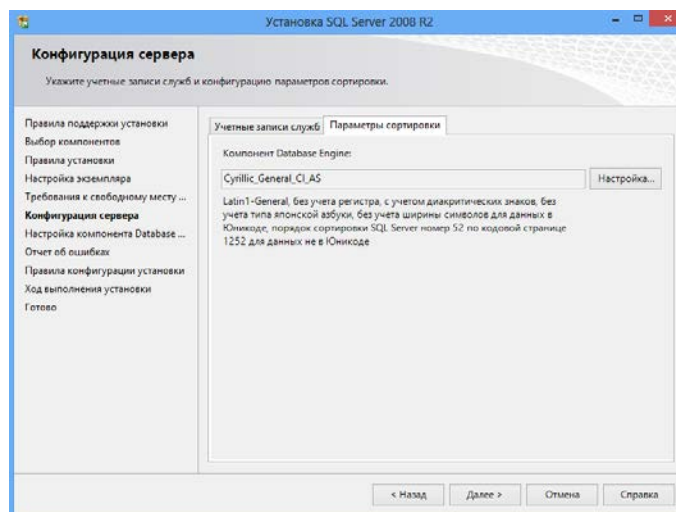 Установка SQL Server 2008 R2
Конфигурация сервера
Укажите учетные записи служб и конфигурацию параметров сортировки.
Правила поддержки установки
Выбор компонентов
Правила установки
Настройка экземпляра
Требования к свободному месту ...
Конфигурация сервера
Настройка компонента Database ...
Отчет об ошибках
Правила конфигурации установки
Ход выполнения установки
Готово
Учетные записи служб Параметры сортировки
Компонент Database Engine:
Cyrillic_General_CI_AS Настройка...
Latin1-General, без учета регистра, с учетом диакритических знаков, без
учета типа японской азбуки, без учета ширины символов для данных в
Юникоде, порядок сортировки SQL Server номер 52 по кодовой странице
1252 для данных не в Юникоде
< Назад Далее > Отмена Справка